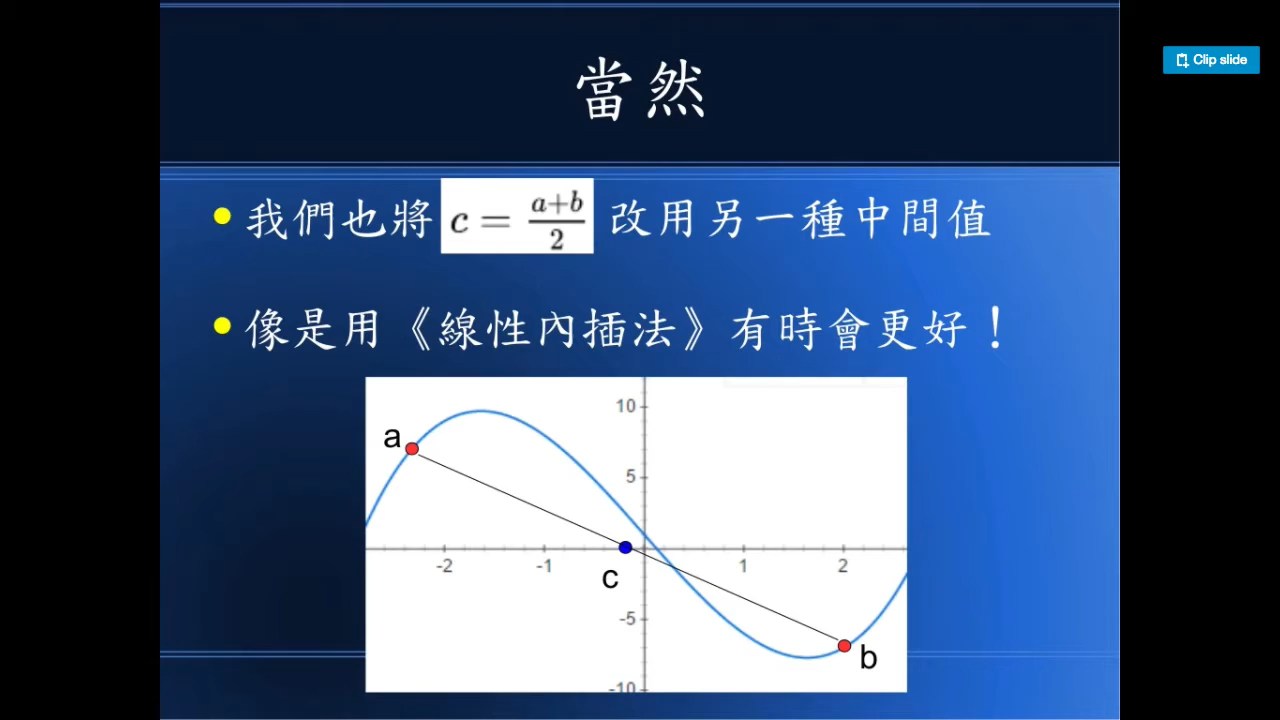 Clip slide
當然
我們也將 c = \frac{a+b}{2} 改用另一種中間值
像是用《線性內插法》有時會更好！
10
a
5
-2 -1 1 2
c
-5
b
-10